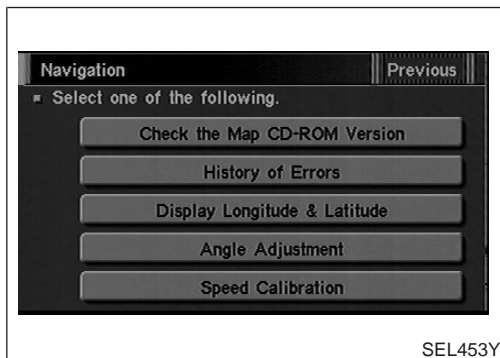 Navigation Previous
Select one of the following.
Check the Map CD-ROM Version
History of Errors
Display Longitude & Latitude
Angle Adjustment
Speed Calibration
SEL453Y